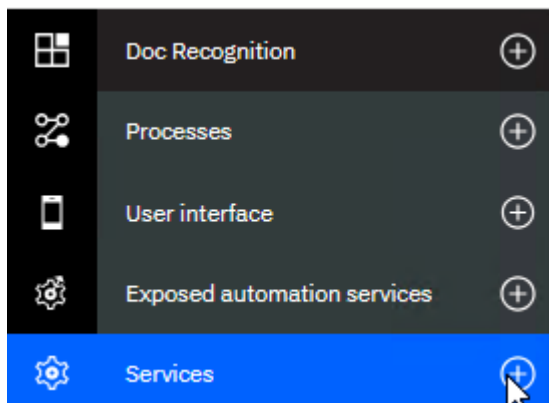 Doc Recognition
Processes
User interface
Exposed automation services
Services